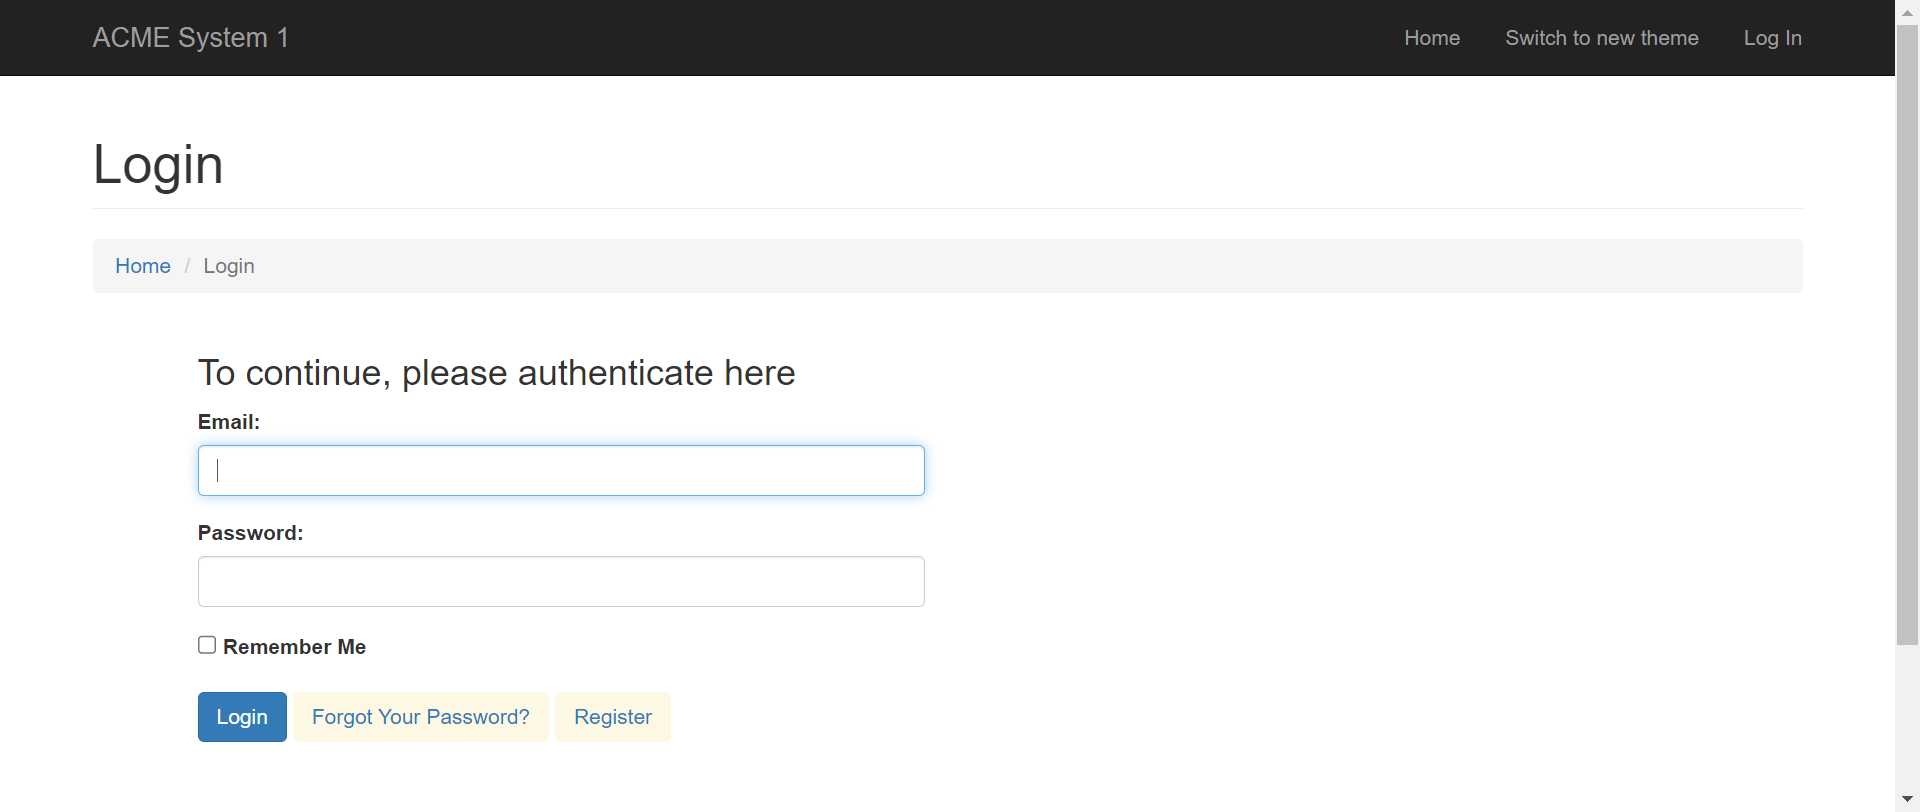 ACME System 1 Home Switch to new theme Log In
Login
Home / Login
To continue, please authenticate here
Email:
Password:
Remember Me
Login Forgot Your Password? Register